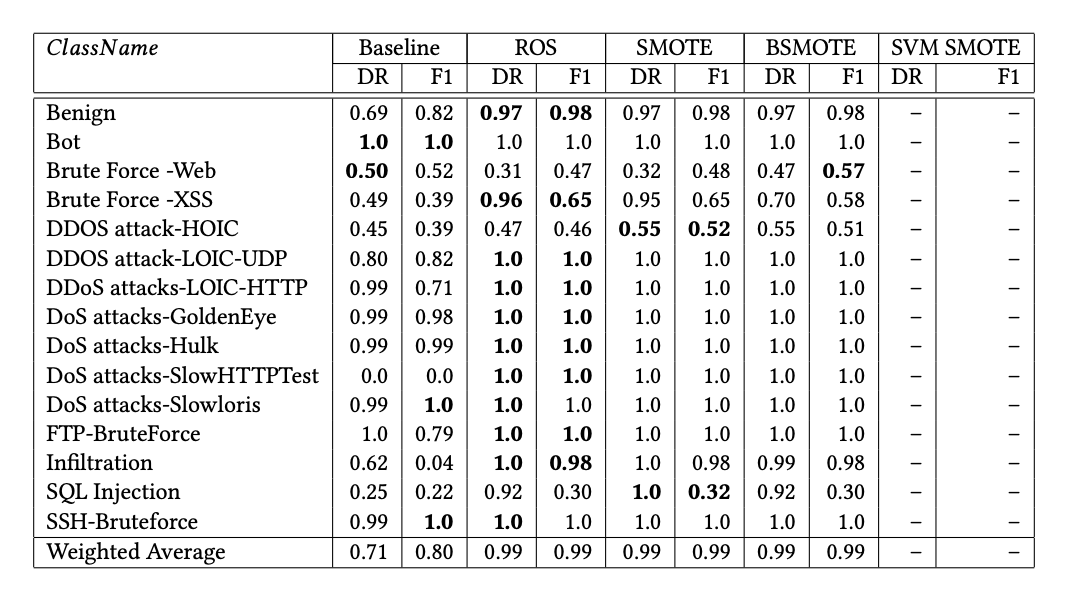 ClassName Baseline ROS SMOTE BSMOTE SVM SMOTE
DR F1 DR F1 DR F1 DR F1 DR F1
Benign 0.69 0.82 0.97 0.98 0.97 0.98 0.97 0.98 – –
Bot 1.0 1.0 1.0 1.0 1.0 1.0 1.0 1.0 – –
Brute Force -Web 0.50 0.52 0.31 0.47 0.32 0.48 0.47 0.57 – –
Brute Force -XSS 0.49 0.39 0.96 0.65 0.95 0.65 0.70 0.58 – –
DDOS attack-HOIC 0.45 0.39 0.47 0.46 0.55 0.52 0.55 0.51 – –
DDOS attack-LOIC-UDP 0.80 0.82 1.0 1.0 1.0 1.0 1.0 1.0 – –
DDoS attacks-LOIC-HTTP 0.99 0.71 1.0 1.0 1.0 1.0 1.0 1.0 – –
DoS attacks-GoldenEye 0.99 0.98 1.0 1.0 1.0 1.0 1.0 1.0 – –
DoS attacks-Hulk 0.99 0.99 1.0 1.0 1.0 1.0 1.0 1.0 – –
DoS attacks-SlowHTTPTest 0.0 0.0 1.0 1.0 1.0 1.0 1.0 1.0 – –
DoS attacks-Slowloris 0.99 1.0 1.0 1.0 1.0 1.0 1.0 1.0 – –
FTP-BruteForce 1.0 0.79 1.0 1.0 1.0 1.0 1.0 1.0 – –
Infiltration 0.62 0.04 1.0 0.98 1.0 0.98 0.99 0.98 – –
SQL Injection 0.25 0.22 0.92 0.30 1.0 0.32 0.92 0.30 – –
SSH-Bruteforce 0.99 1.0 1.0 1.0 1.0 1.0 1.0 1.0 – –
Weighted Average 0.71 0.80 0.99 0.99 0.99 0.99 0.99 0.99 – –